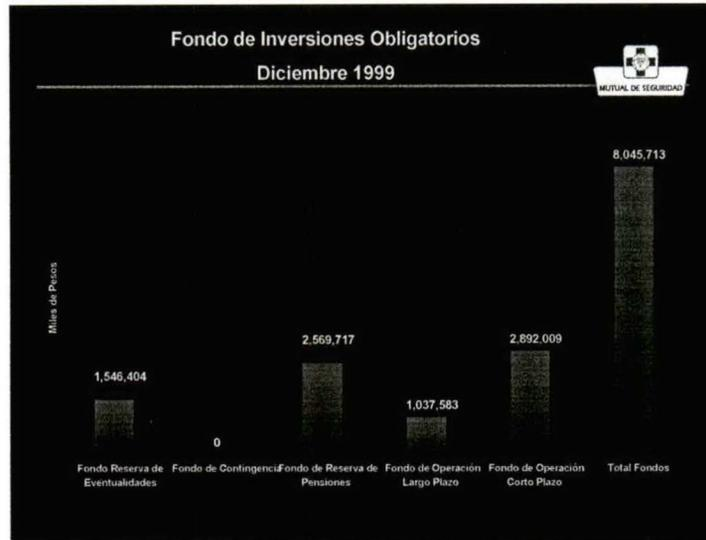 Fondo de Inversiones Obligatorios
Diciembre 1999
MUTUAL DE SEGURIDAD
Miles de Pesos
1,546,404
0
2,569,717
1,037,583
2,892,009
8,045,713
Fondo Reserva de
Eventualidades
Fondo de Contingencia
Fondo de Reserva de
Pensiones
Fondo de Operación
Largo Plazo
Fondo de Operación
Corto Plazo
Total Fondos